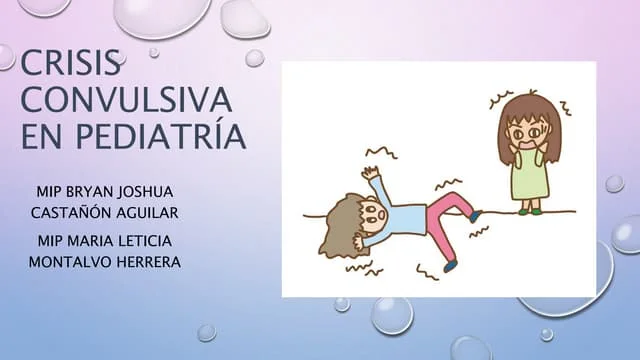 CRISIS
CONVULSIVA
EN PEDIATRÍA
MIP BRYAN JOSHUA
CASTAÑÓN AGUILAR
MIP MARIA LETICIA
MONTALVO HERRERA